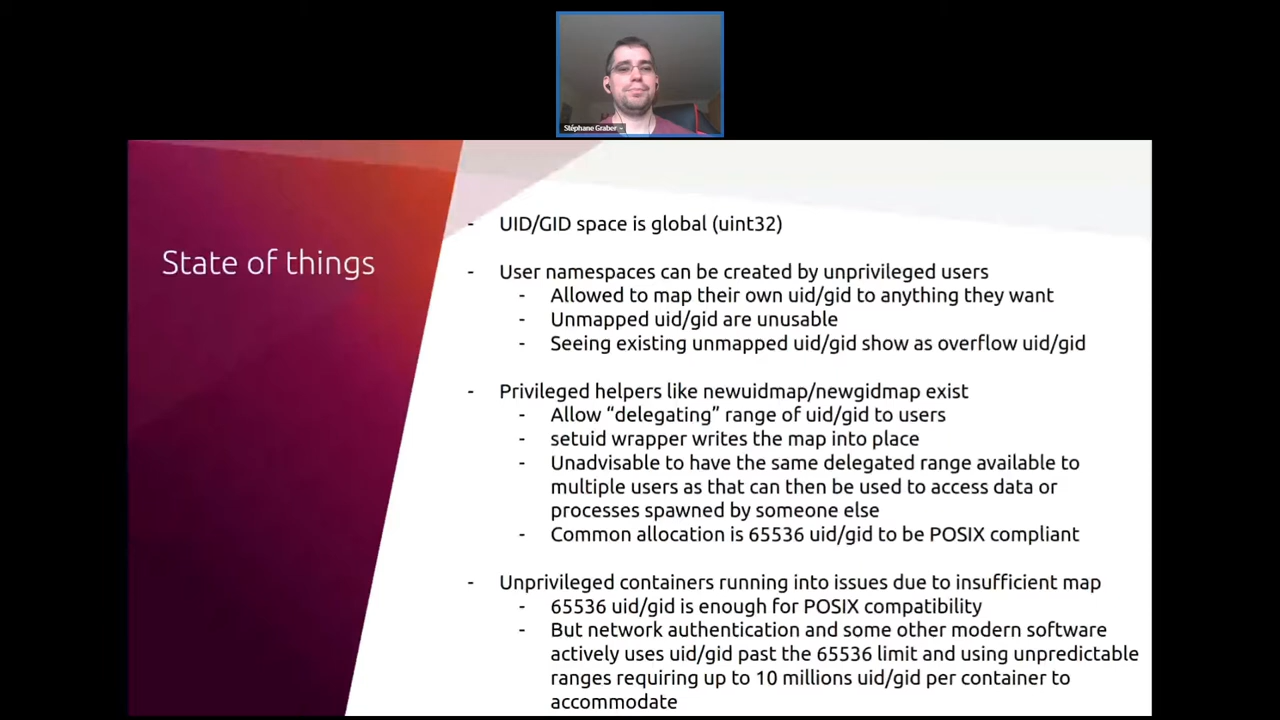 Stéphane Graber
State of things
- UID/GID space is global (uint32)
- User namespaces can be created by unprivileged users
- Allowed to map their own uid/gid to anything they want
- Unmapped uid/gid are unusable
- Seeing existing unmapped uid/gid show as overflow uid/gid
- Privileged helpers like newuidmap/newgidmap exist
- Allow “delegating” range of uid/gid to users
- setuid wrapper writes the map into place
- Unadvisable to have the same delegated range available to
multiple users as that can then be used to access data or
processes spawned by someone else
- Common allocation is 65536 uid/gid to be POSIX compliant
- Unprivileged containers running into issues due to insufficient map
- 65536 uid/gid is enough for POSIX compatibility
- But network authentication and some other modern software
actively uses uid/gid past the 65536 limit and using unpredictable
ranges requiring up to 10 millions uid/gid per container to
accommodate